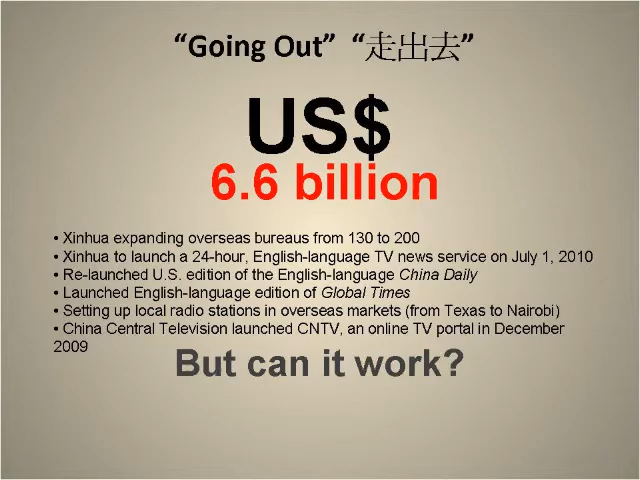 “Going Out” “走出去”
US$
6.6 billion
• Xinhua expanding overseas bureaus from 130 to 200
• Xinhua to launch a 24-hour, English-language TV news service on July 1, 2010
• Re-launched U.S. edition of the English-language China Daily
• Launched English-language edition of Global Times
• Setting up local radio stations in overseas markets (from Texas to Nairobi)
• China Central Television launched CNTV, an online TV portal in December
2009
But can it work?